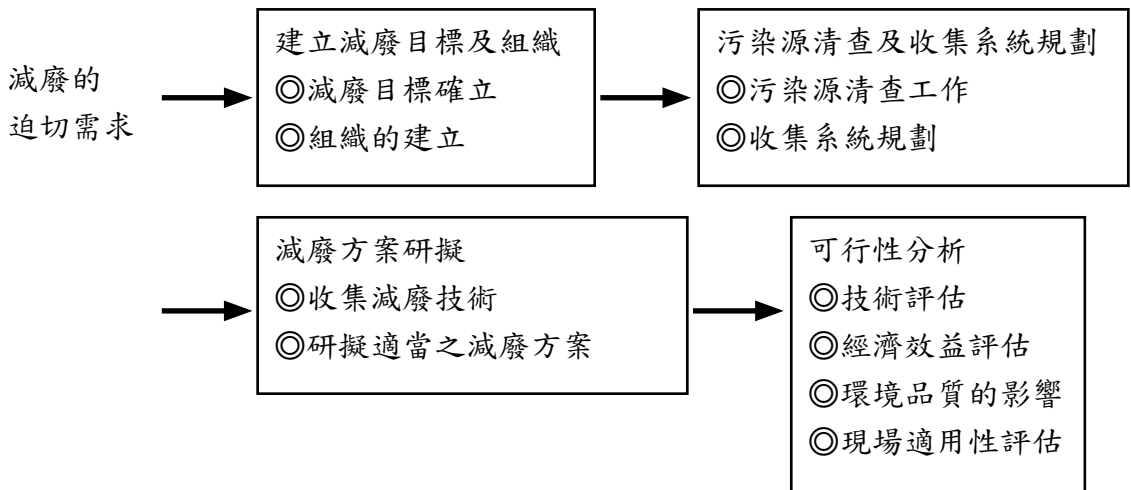 減廢的
迫切需求
建立減廢目標及組織
◎減廢目標確立
◎組織的建立
污染源清查及收集系統規劃
◎污染源清查工作
◎收集系統規劃
減廢方案研擬
◎收集減廢技術
◎研擬適當之減廢方案
可行性分析
◎技術評估
◎經濟效益評估
◎環境品質的影響
◎現場適用性評估